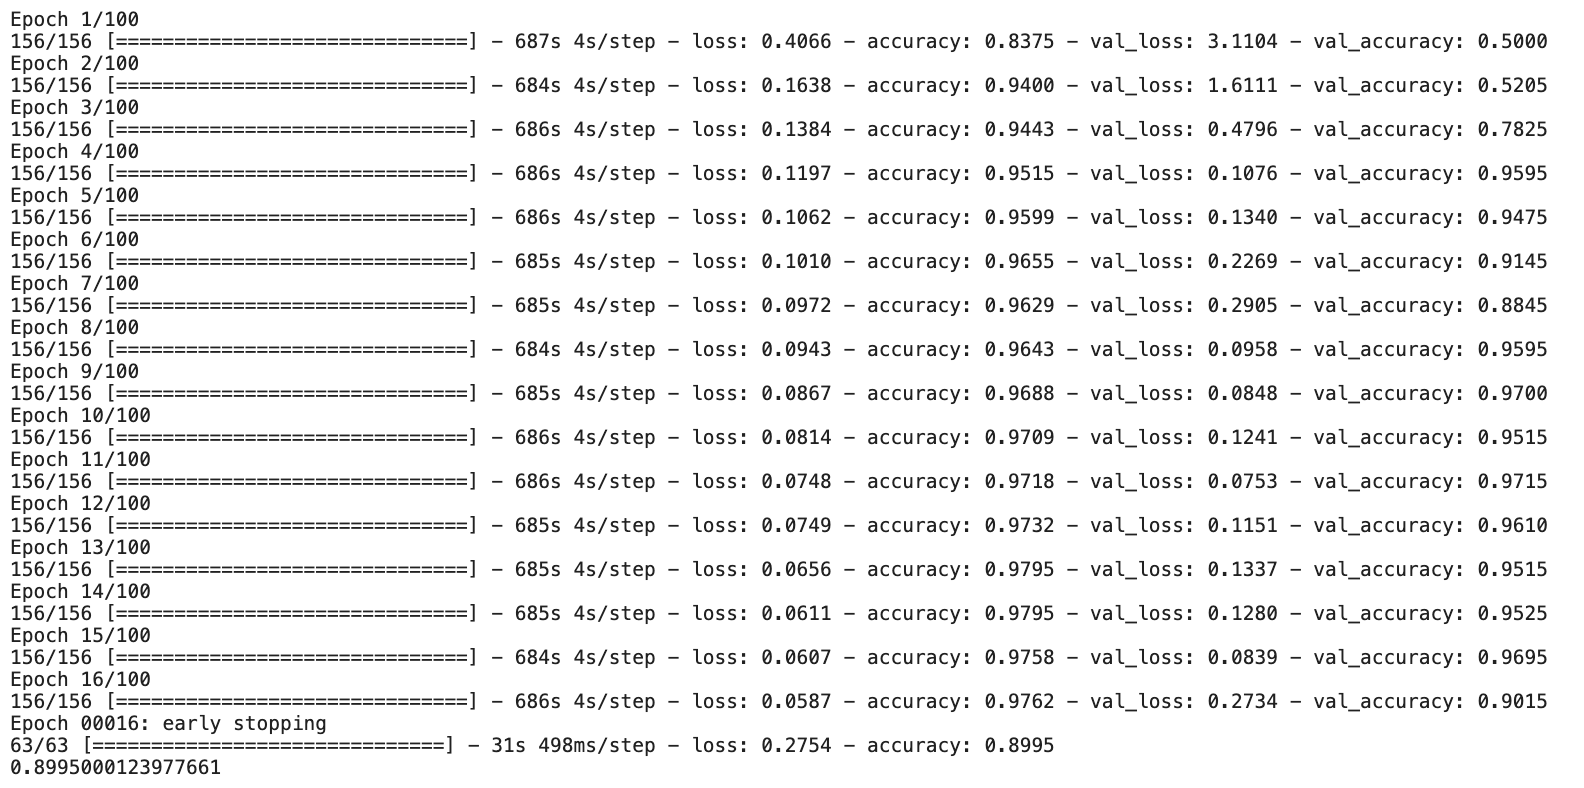 Epoch 1/100
156/156 [==============================] - 687s 4s/step - loss: 0.4066 - accuracy: 0.8375 - val_loss: 3.1104 - val_accuracy: 0.5000
Epoch 2/100
156/156 [==============================] - 684s 4s/step - loss: 0.1638 - accuracy: 0.9400 - val_loss: 1.6111 - val_accuracy: 0.5205
Epoch 3/100
156/156 [==============================] - 686s 4s/step - loss: 0.1384 - accuracy: 0.9443 - val_loss: 0.4796 - val_accuracy: 0.7825
Epoch 4/100
156/156 [==============================] - 686s 4s/step - loss: 0.1197 - accuracy: 0.9515 - val_loss: 0.1076 - val_accuracy: 0.9595
Epoch 5/100
156/156 [==============================] - 686s 4s/step - loss: 0.1062 - accuracy: 0.9599 - val_loss: 0.1340 - val_accuracy: 0.9475
Epoch 6/100
156/156 [==============================] - 685s 4s/step - loss: 0.1010 - accuracy: 0.9655 - val_loss: 0.2269 - val_accuracy: 0.9145
Epoch 7/100
156/156 [==============================] - 685s 4s/step - loss: 0.0972 - accuracy: 0.9629 - val_loss: 0.2905 - val_accuracy: 0.8845
Epoch 8/100
156/156 [==============================] - 684s 4s/step - loss: 0.0943 - accuracy: 0.9643 - val_loss: 0.0958 - val_accuracy: 0.9595
Epoch 9/100
156/156 [==============================] - 685s 4s/step - loss: 0.0867 - accuracy: 0.9688 - val_loss: 0.0848 - val_accuracy: 0.9700
Epoch 10/100
156/156 [==============================] - 686s 4s/step - loss: 0.0814 - accuracy: 0.9709 - val_loss: 0.1241 - val_accuracy: 0.9515
Epoch 11/100
156/156 [==============================] - 686s 4s/step - loss: 0.0748 - accuracy: 0.9718 - val_loss: 0.0753 - val_accuracy: 0.9715
Epoch 12/100
156/156 [==============================] - 685s 4s/step - loss: 0.0749 - accuracy: 0.9732 - val_loss: 0.1151 - val_accuracy: 0.9610
Epoch 13/100
156/156 [==============================] - 685s 4s/step - loss: 0.0656 - accuracy: 0.9795 - val_loss: 0.1337 - val_accuracy: 0.9515
Epoch 14/100
156/156 [==============================] - 685s 4s/step - loss: 0.0611 - accuracy: 0.9795 - val_loss: 0.1280 - val_accuracy: 0.9525
Epoch 15/100
156/156 [==============================] - 684s 4s/step - loss: 0.0607 - accuracy: 0.9758 - val_loss: 0.0839 - val_accuracy: 0.9695
Epoch 16/100
156/156 [==============================] - 686s 4s/step - loss: 0.0587 - accuracy: 0.9762 - val_loss: 0.2734 - val_accuracy: 0.9015
Epoch 00016: early stopping
63/63 [==============================] - 31s 498ms/step - loss: 0.2754 - accuracy: 0.8995
0.8995000123977661